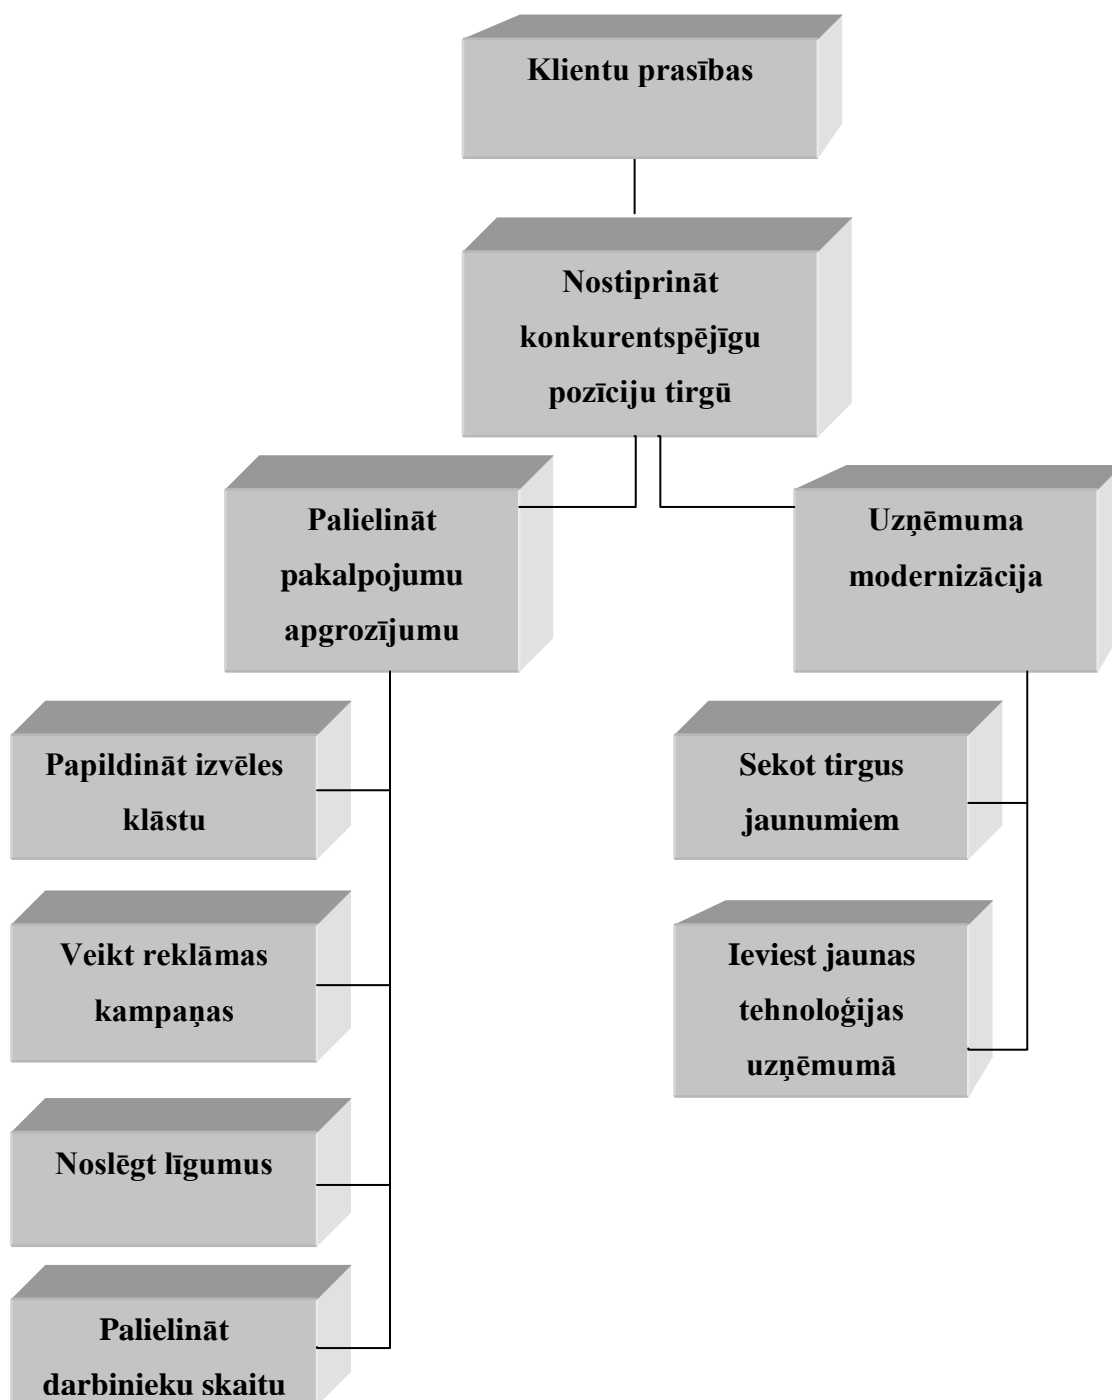 Klientu prasības
Nostiprināt
konkurentspējīgu
pozīciju tirgū
Palielināt
pakalpojumu
apgrozījumu
Uzņēmuma
modernizācija
Papildināt izvēles
klāstu
Sekot tirgus
jaunumiem
Veikt reklāmas
kampaņas
Ieviest jaunas
tehnoloģijas
uzņēmumā
Noslēgt līgumus
Palielināt
darbinieku skaitu